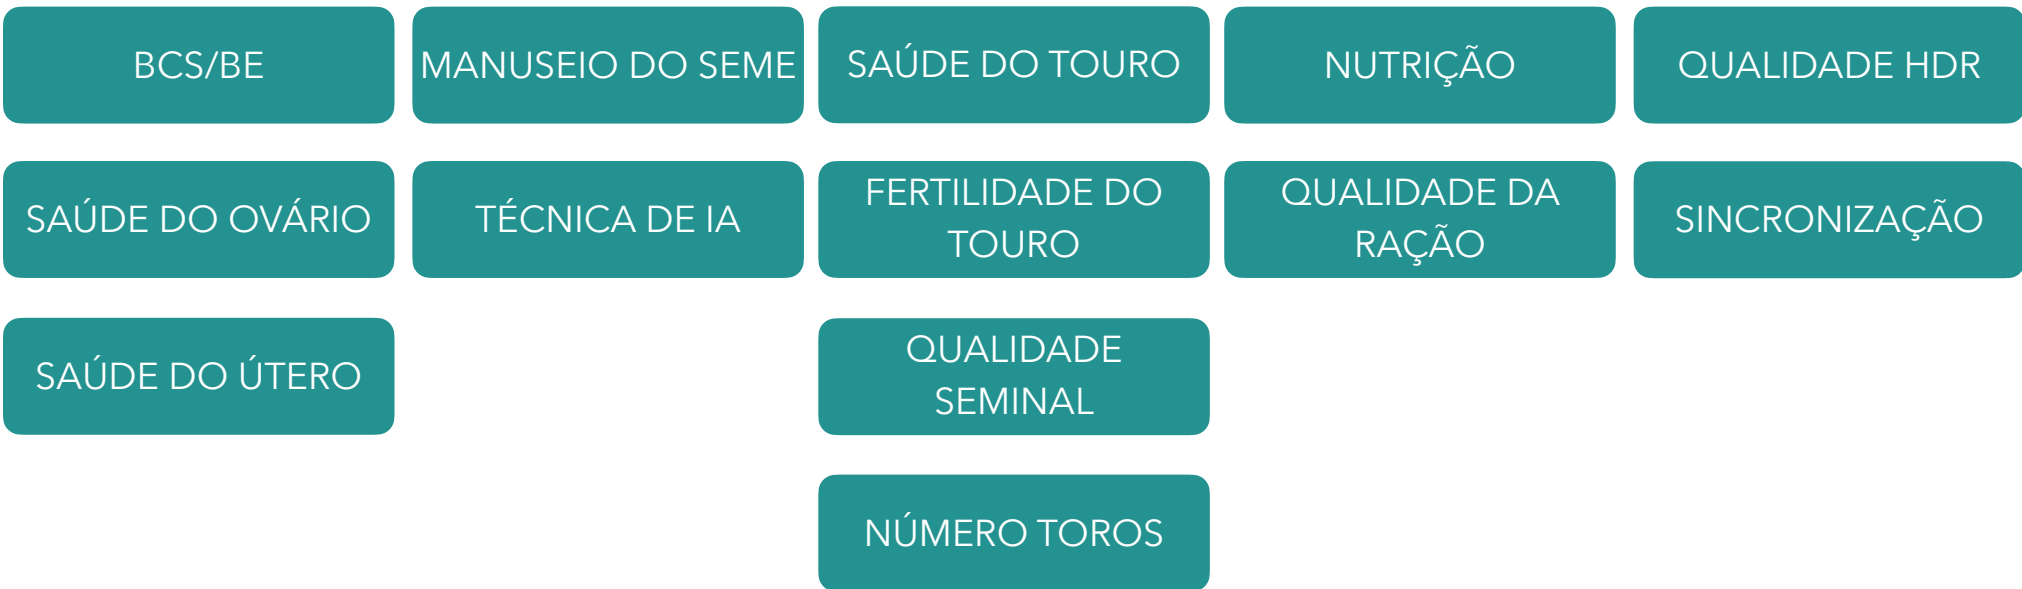 BCS/BE
MANUSEIO DO SEME
SAÚDE DO TOURO
NUTRIÇÃO
QUALIDADE HDR
SAÚDE DO OVÁRIO
TÉCNICA DE IA
FERTILIDADE DO
TOURO
QUALIDADE DA
RAÇÃO
SINCRONIZAÇÃO
SAÚDE DO ÚTERO
QUALIDADE
SEMINAL
NÚMERO TOROS